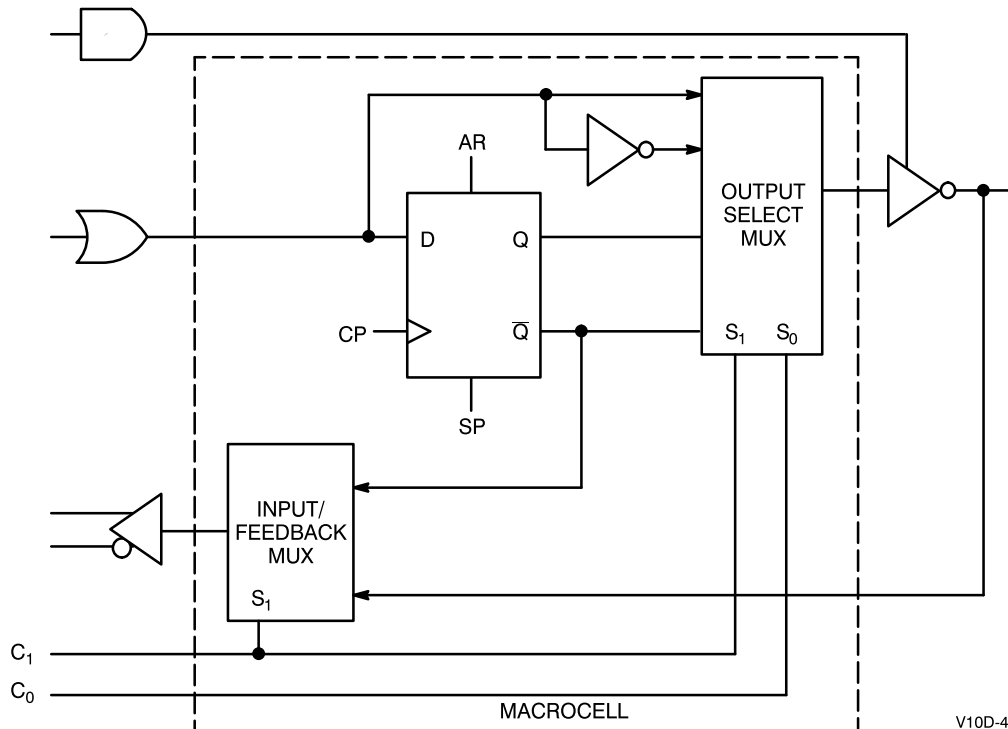 AR
OUTPUT
SELECT
MUX
D Q
CP
Q̅
S₁ S₀
SP
INPUT/
FEEDBACK
MUX
S₁
C₁
C₀
MACROCELL
V10D-4